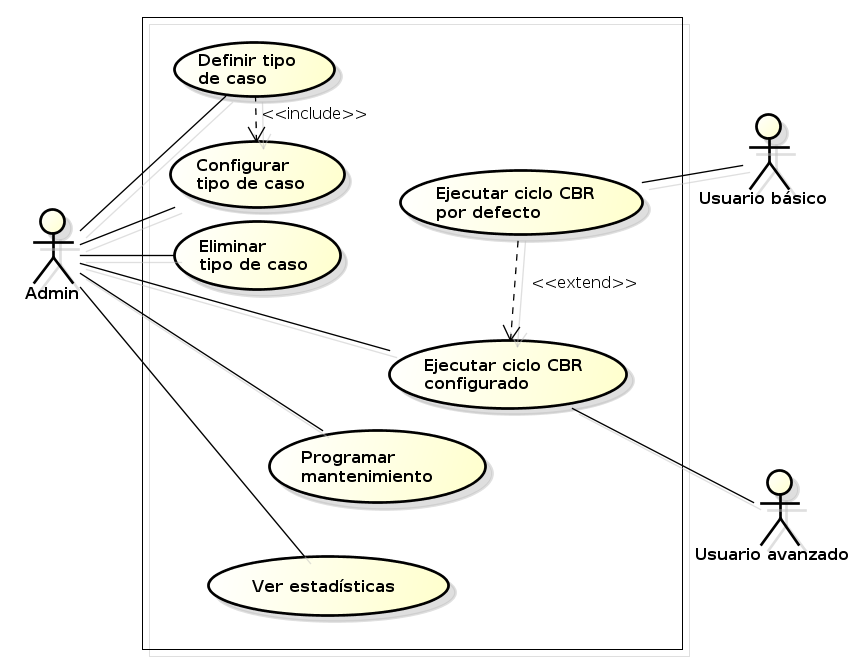 Definir tipo
de caso
<<include>>
Configurar
tipo de caso
Eliminar
tipo de caso
Admin
Ejecutar ciclo CBR
por defecto
Usuario básico
<<extend>>
Ejecutar ciclo CBR
configurado
Programar
mantenimiento
Usuario avanzado
Ver estadísticas